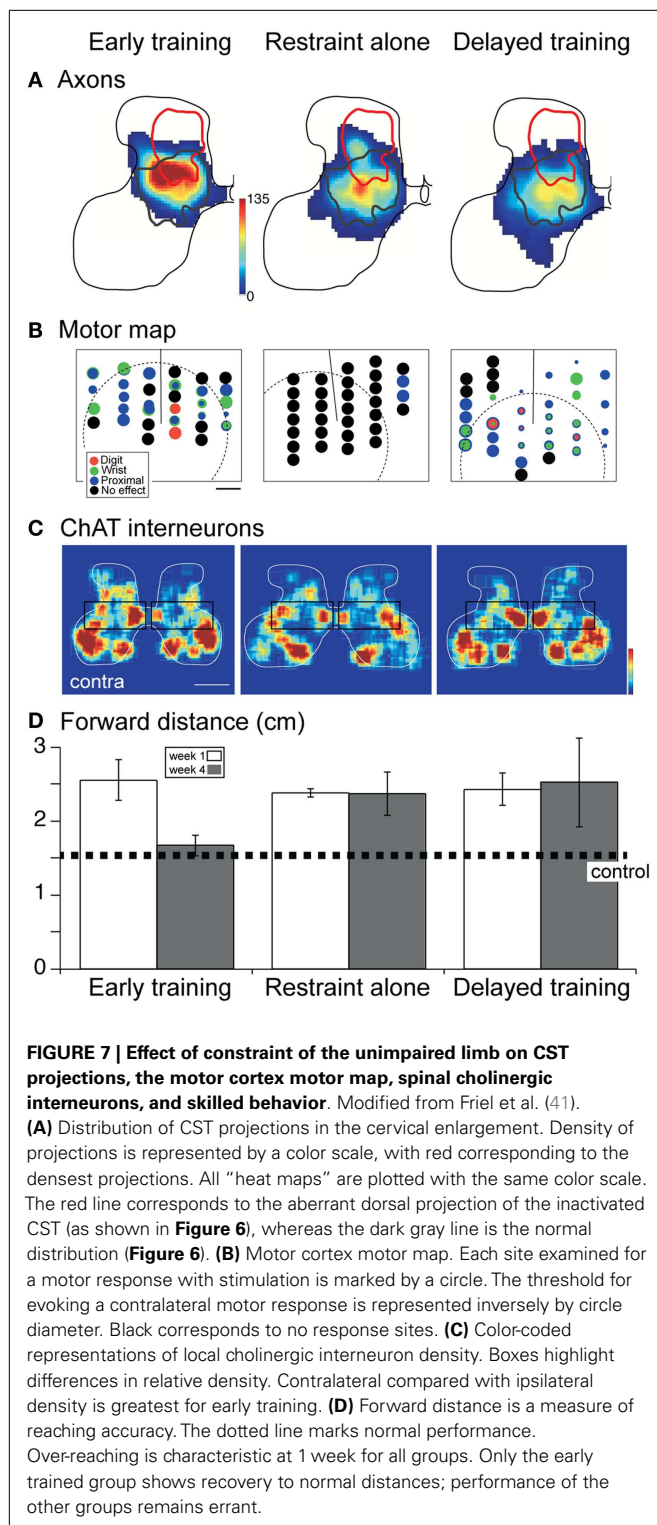 Early training Restraint alone Delayed training
A Axons
135
0
B Motor map
Digit
Wrist
Proximal
No effect
C ChAT interneurons
contra
D Forward distance (cm)
3
week 1
week 4
2
control
1
0
Early training Restraint alone Delayed training
FIGURE 7 | Effect of constraint of the unimpaired limb on CST
projections, the motor cortex motor map, spinal cholinergic
interneurons, and skilled behavior. Modified from Friel et al. (41).
(A) Distribution of CST projections in the cervical enlargement. Density of
projections is represented by a color scale, with red corresponding to the
densest projections. All “heat maps” are plotted with the same color scale.
The red line corresponds to the aberrant dorsal projection of the inactivated
CST (as shown in Figure 6), whereas the dark gray line is the normal
distribution (Figure 6). (B) Motor cortex motor map. Each site examined for
a motor response with stimulation is marked by a circle. The threshold for
evoking a contralateral motor response is represented inversely by circle
diameter. Black corresponds to no response sites. (C) Color-coded
representations of local cholinergic interneuron density. Boxes highlight
differences in relative density. Contralateral compared with ipsilateral
density is greatest for early training. (D) Forward distance is a measure of
reaching accuracy. The dotted line marks normal performance.
Over-reaching is characteristic at 1 week for all groups. Only the early
trained group shows recovery to normal distances; performance of the
other groups remains errant.